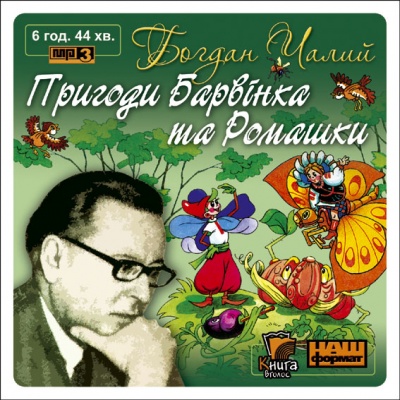 6 год. 44 хв.
mp3
Богдан Чалий
Пригоди Барвінка
та Ромашки
Книга
вголос
НАШ
формат